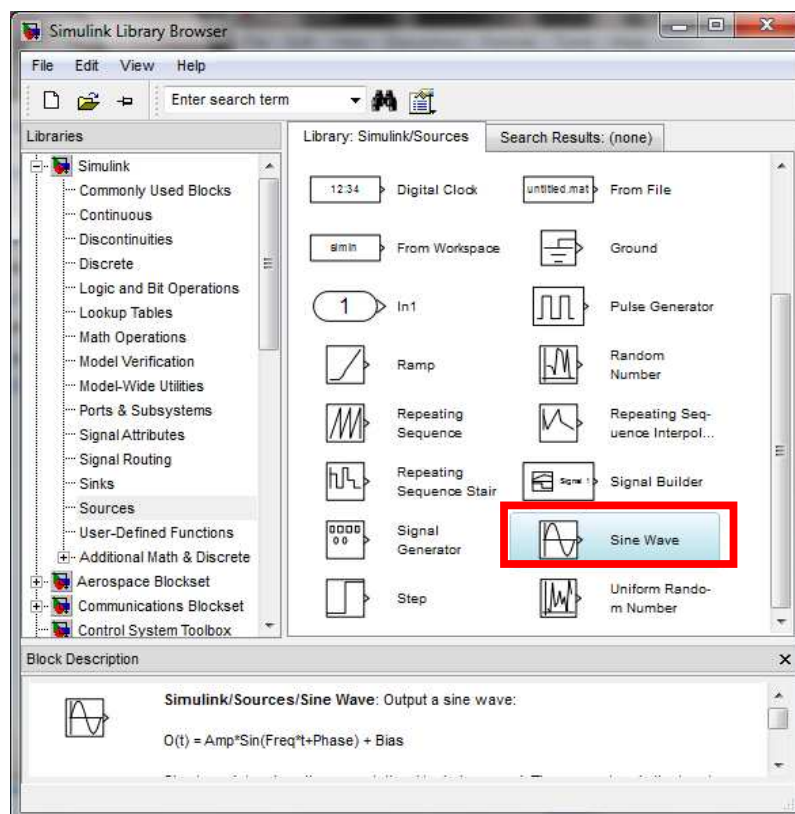 Simulink Library Browser
File Edit View Help
Enter search term
Libraries
Library: Simulink/Sources
Search Results: (none)
Simulink
Commonly Used Blocks
Continuous
Discontinuities
Discrete
Logic and Bit Operations
Lookup Tables
Math Operations
Model Verification
Model-Wide Utilities
Ports & Subsystems
Signal Attributes
Signal Routing
Sinks
Sources
User-Defined Functions
Additional Math & Discrete
Aerospace Blockset
Communications Blockset
Control System Toolbox
12:34
Digital Clock
untitled.mat
From File
simin
From Workspace
Ground
1
In1
Pulse Generator
Ramp
Random
Number
Repeating
Sequence
Repeating Seq-
uence Interpol...
Repeating
Sequence Stair
Signal 1
Signal Builder
Signal
Generator
Sine Wave
Step
Uniform Rando-
m Number
Block Description
Simulink/Sources/Sine Wave: Output a sine wave:
O(t) = Amp*Sin(Freq*t+Phase) + Bias